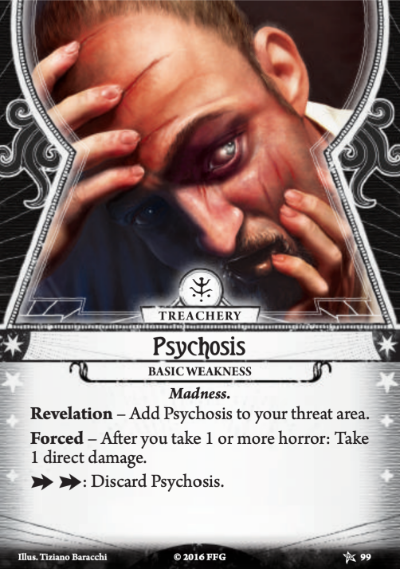 TREACHERY
Psychosis
BASIC WEAKNESS
Madness.
Revelation – Add Psychosis to your threat area.
Forced – After you take 1 or more horror: Take
1 direct damage.
: Discard Psychosis.
Illus. Tiziano Baracchi © 2016 FFG 99